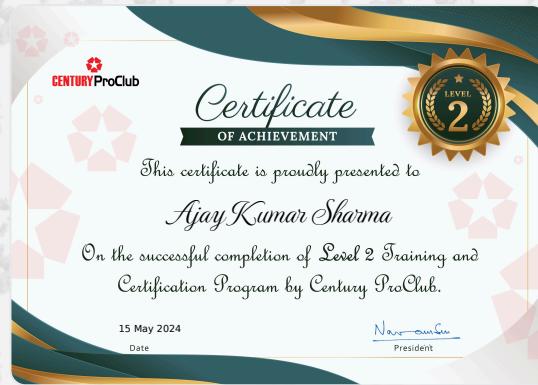 CENTURY ProClub
Certificate
OF ACHIEVEMENT
LEVEL
2
This certificate is proudly presented to
Ajay Kumar Sharma
On the successful completion of Level 2 Training and
Certification Program by Century ProClub.
15 May 2024
Date
President